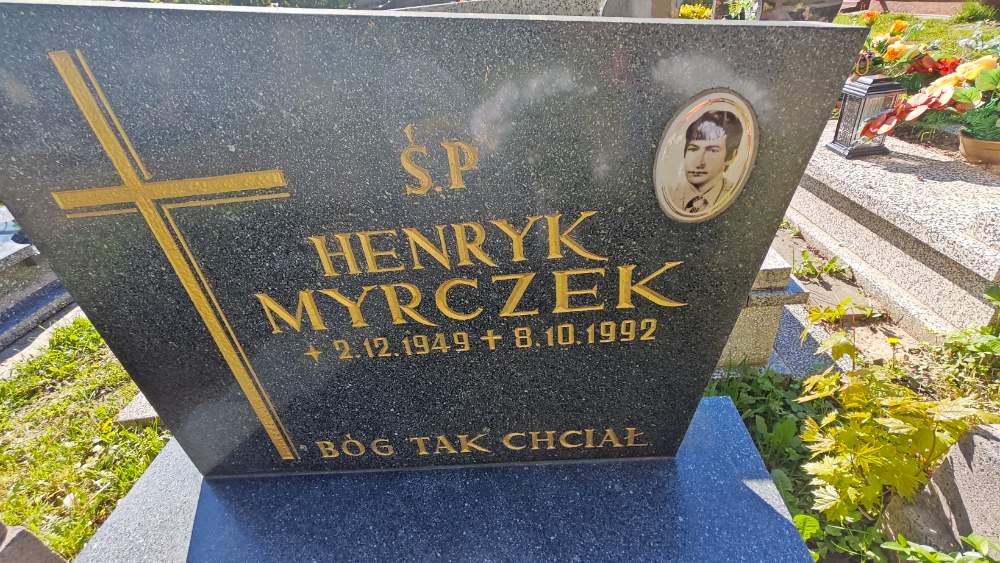 Ś.P
HENRYK
MYRCZEK
2.12.1949 + 8.10.1992
BÓG TAK CHCIAŁ